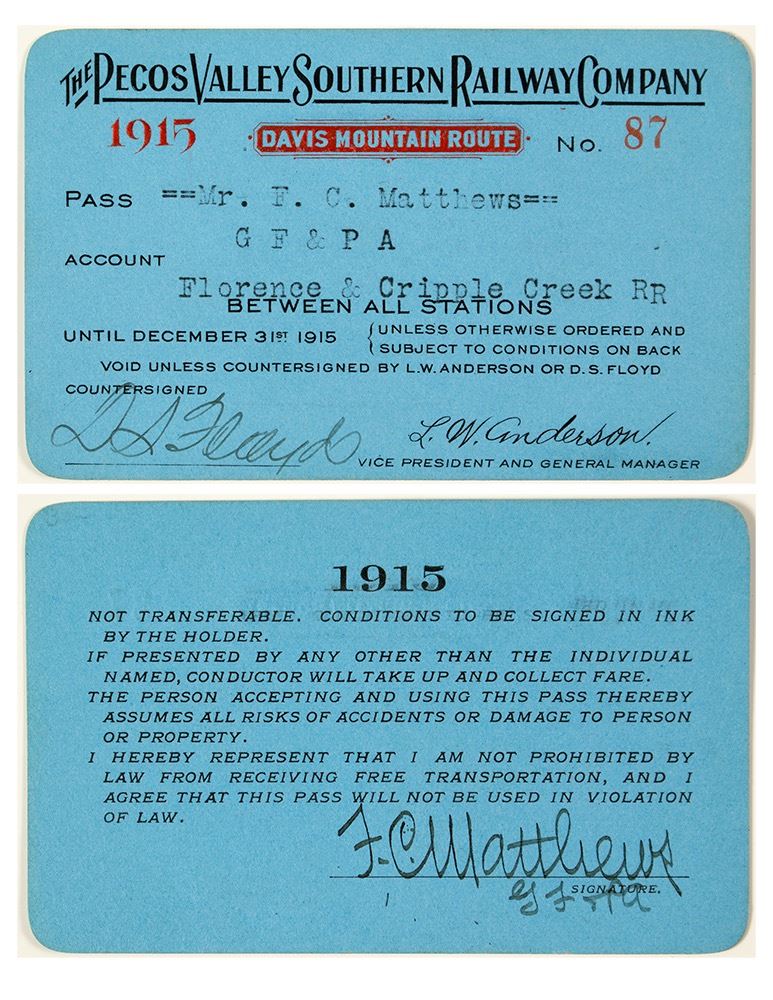 THE PECOS VALLEY SOUTHERN RAILWAY COMPANY
1915 DAVIS MOUNTAIN ROUTE No. 87
PASS ==Mr. F. C. Matthews==
G F & P A
ACCOUNT
Florence & Cripple Creek RR
BETWEEN ALL STATIONS
UNTIL DECEMBER 31ST 1915 { UNLESS OTHERWISE ORDERED AND
SUBJECT TO CONDITIONS ON BACK
VOID UNLESS COUNTERSIGNED BY L.W. ANDERSON OR D.S. FLOYD
COUNTERSIGNED
D S Floyd L. W. Anderson.
VICE PRESIDENT AND GENERAL MANAGER
1915
NOT TRANSFERABLE. CONDITIONS TO BE SIGNED IN INK
BY THE HOLDER.
IF PRESENTED BY ANY OTHER THAN THE INDIVIDUAL
NAMED, CONDUCTOR WILL TAKE UP AND COLLECT FARE.
THE PERSON ACCEPTING AND USING THIS PASS THEREBY
ASSUMES ALL RISKS OF ACCIDENTS OR DAMAGE TO PERSON
OR PROPERTY.
I HEREBY REPRESENT THAT I AM NOT PROHIBITED BY
LAW FROM RECEIVING FREE TRANSPORTATION, AND I
AGREE THAT THIS PASS WILL NOT BE USED IN VIOLATION
OF LAW.
F. C. Matthews
SIGNATURE.
G F & P A